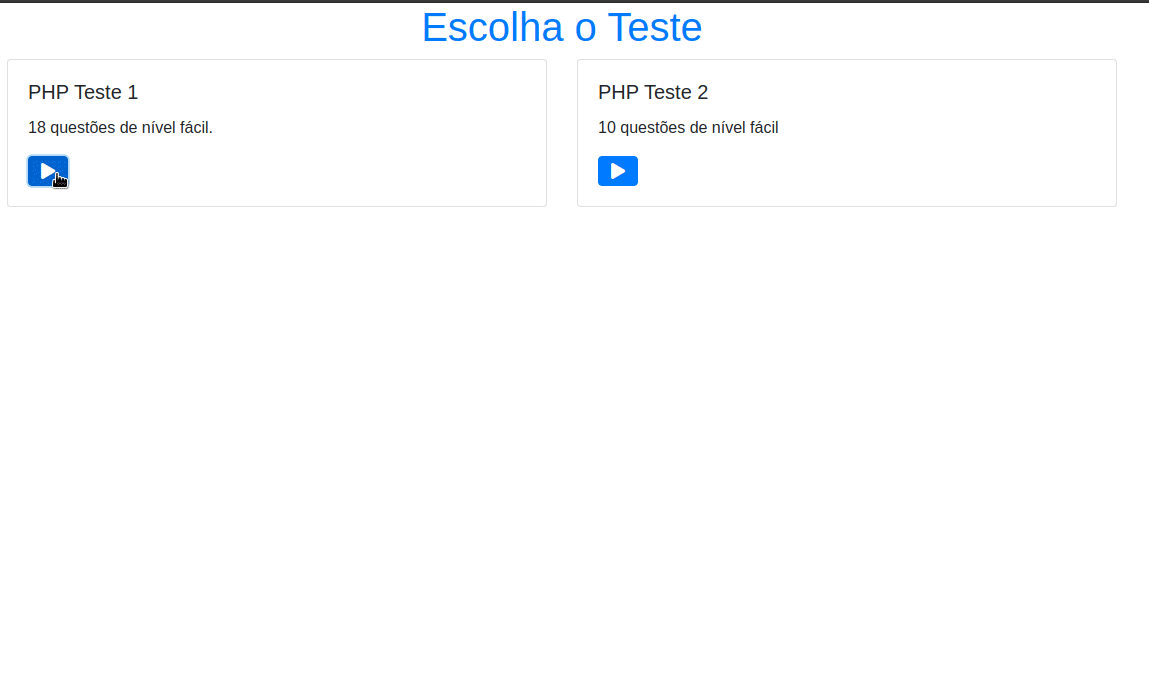 Escolha o Teste
PHP Teste 1
18 questões de nível fácil.
PHP Teste 2
10 questões de nível fácil